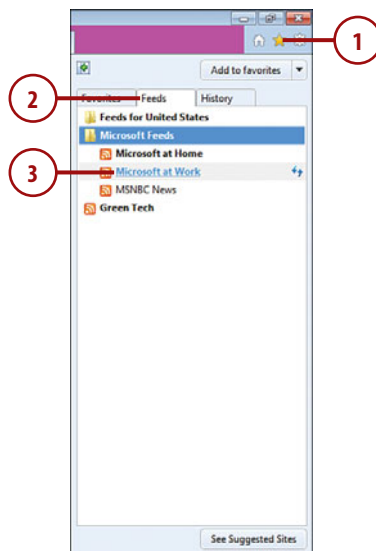 1
Add to favorites
2
Favorites Feeds History
Feeds for United States
Microsoft Feeds
Microsoft at Home
3
Microsoft at Work
MSNBC News
Green Tech
See Suggested Sites